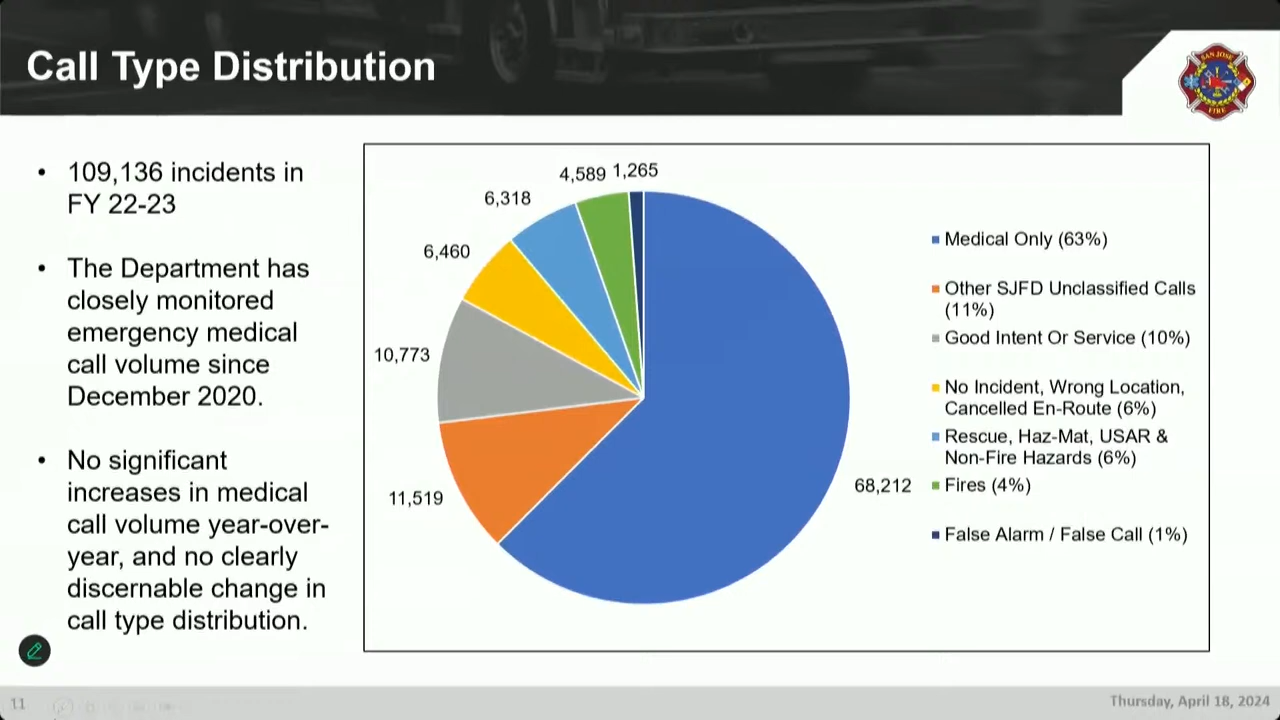 Call Type Distribution
SAN JOSE
FIRE
• 109,136 incidents in
FY 22-23
• The Department has
closely monitored
emergency medical
call volume since
December 2020.
• No significant
increases in medical
call volume year-over-
year, and no clearly
discernable change in
call type distribution.
4,589
1,265
6,318
6,460
10,773
11,519
68,212
Medical Only (63%)
Other SJFD Unclassified Calls
(11%)
Good Intent Or Service (10%)
No Incident, Wrong Location,
Cancelled En-Route (6%)
Rescue, Haz-Mat, USAR &
Non-Fire Hazards (6%)
Fires (4%)
False Alarm / False Call (1%)
11
Thursday, April 18, 2024